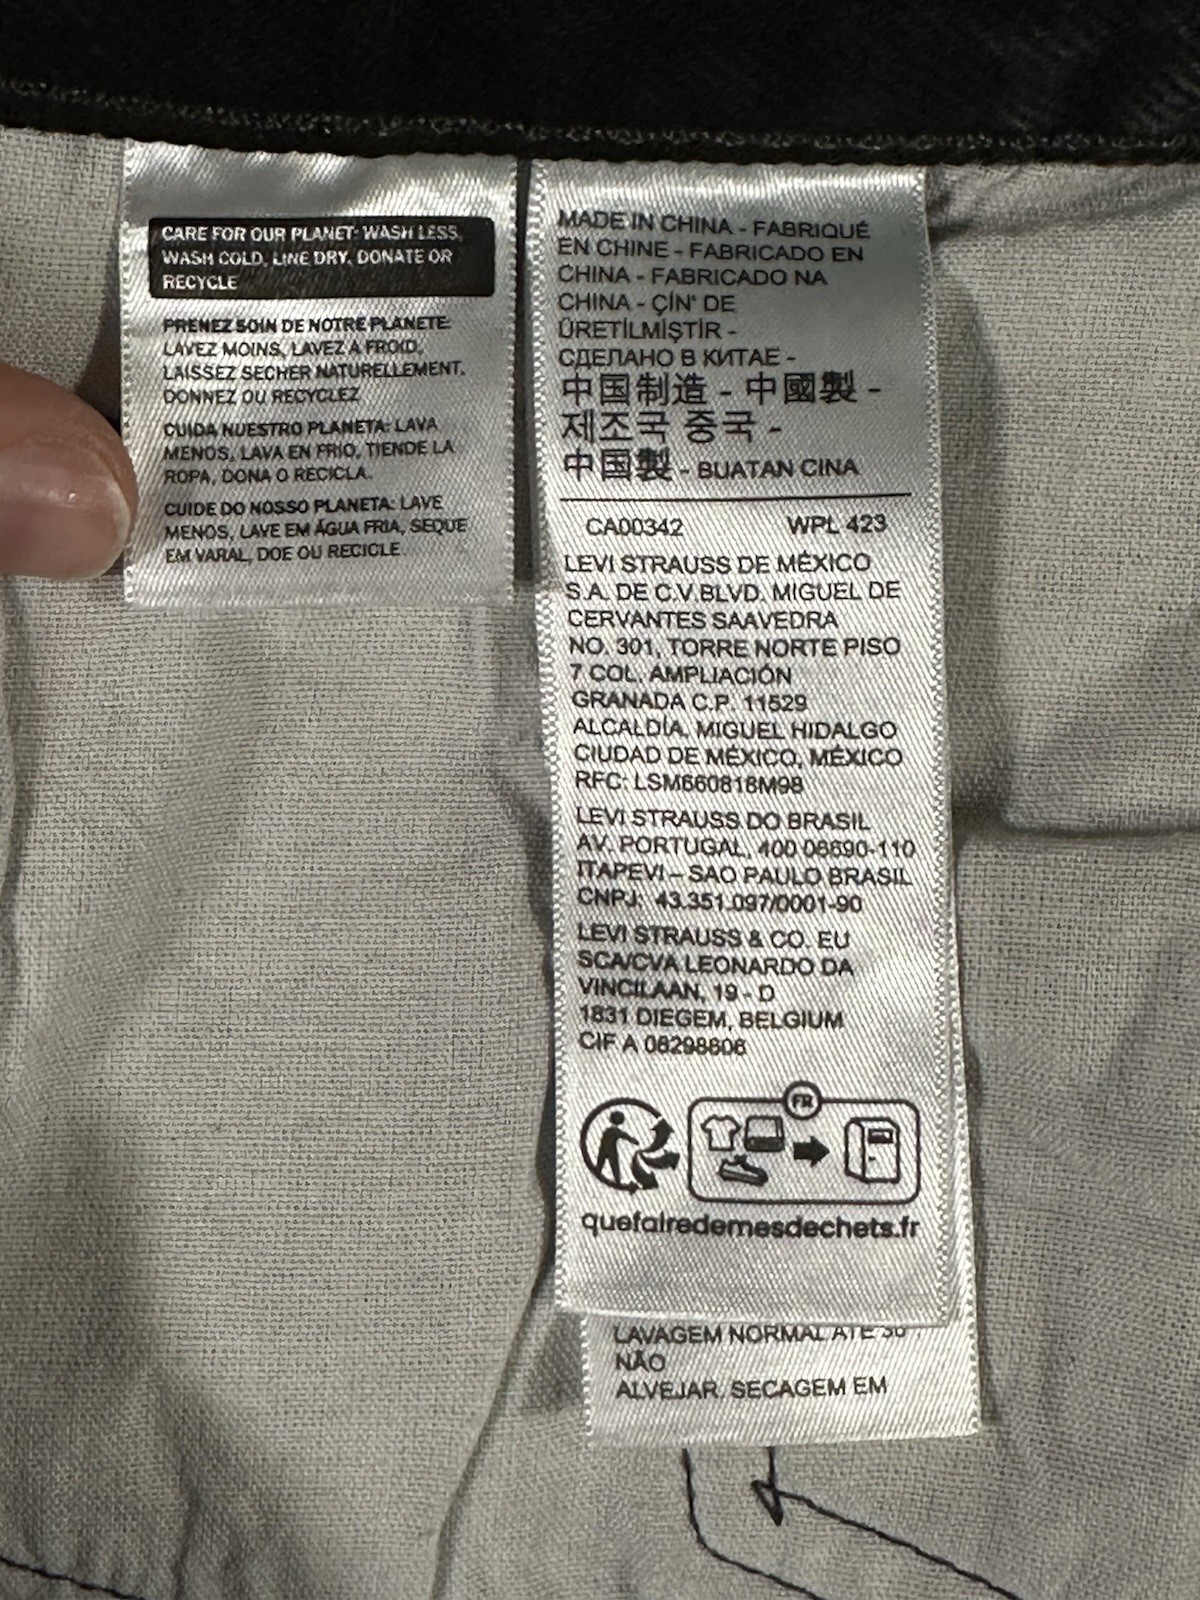 CARE FOR OUR PLANET: WASH LESS,
WASH COLD, LINE DRY, DONATE OR
RECYCLE
PRENEZ SOIN DE NOTRE PLANETE:
LAVEZ MOINS, LAVEZ A FROID,
LAISSEZ SECHER NATURELLEMENT,
DONNEZ OU RECYCLEZ
CUIDA NUESTRO PLANETA: LAVA
MENOS, LAVA EN FRIO, TIENDE LA
ROPA, DONA O RECICLA.
CUIDE DO NOSSO PLANETA: LAVE
MENOS, LAVE EM ÁGUA FRIA, SEQUE
EM VARAL, DOE OU RECICLE
MADE IN CHINA - FABRIQUÉ
EN CHINE - FABRICADO EN
CHINA - FABRICADO NA
CHINA - ÇİN' DE
ÜRETİLMİŞTİR -
СДЕЛАНО В КИТАЕ -
中国制造 - 中國製 -
제조국 중국 -
中国製 - BUATAN CINA
CA00342 WPL 423
LEVI STRAUSS DE MÉXICO
S.A. DE C.V.BLVD. MIGUEL DE
CERVANTES SAAVEDRA
NO. 301, TORRE NORTE PISO
7 COL. AMPLIACIÓN
GRANADA C.P. 11529
ALCALDÍA. MIGUEL HIDALGO
CIUDAD DE MÉXICO, MÉXICO
RFC: LSM660818M98
LEVI STRAUSS DO BRASIL
AV. PORTUGAL, 400 06690-110
ITAPEVI – SAO PAULO BRASIL
CNPJ: 43.351.097/0001-90
LEVI STRAUSS & CO. EU
SCA/CVA LEONARDO DA
VINCILAAN, 19 - D
1831 DIEGEM, BELGIUM
CIF A 08298606
FR
quefairedemesdechets.fr
LAVAGEM NORMAL ATE 30
NÃO
ALVEJAR. SECAGEM EM